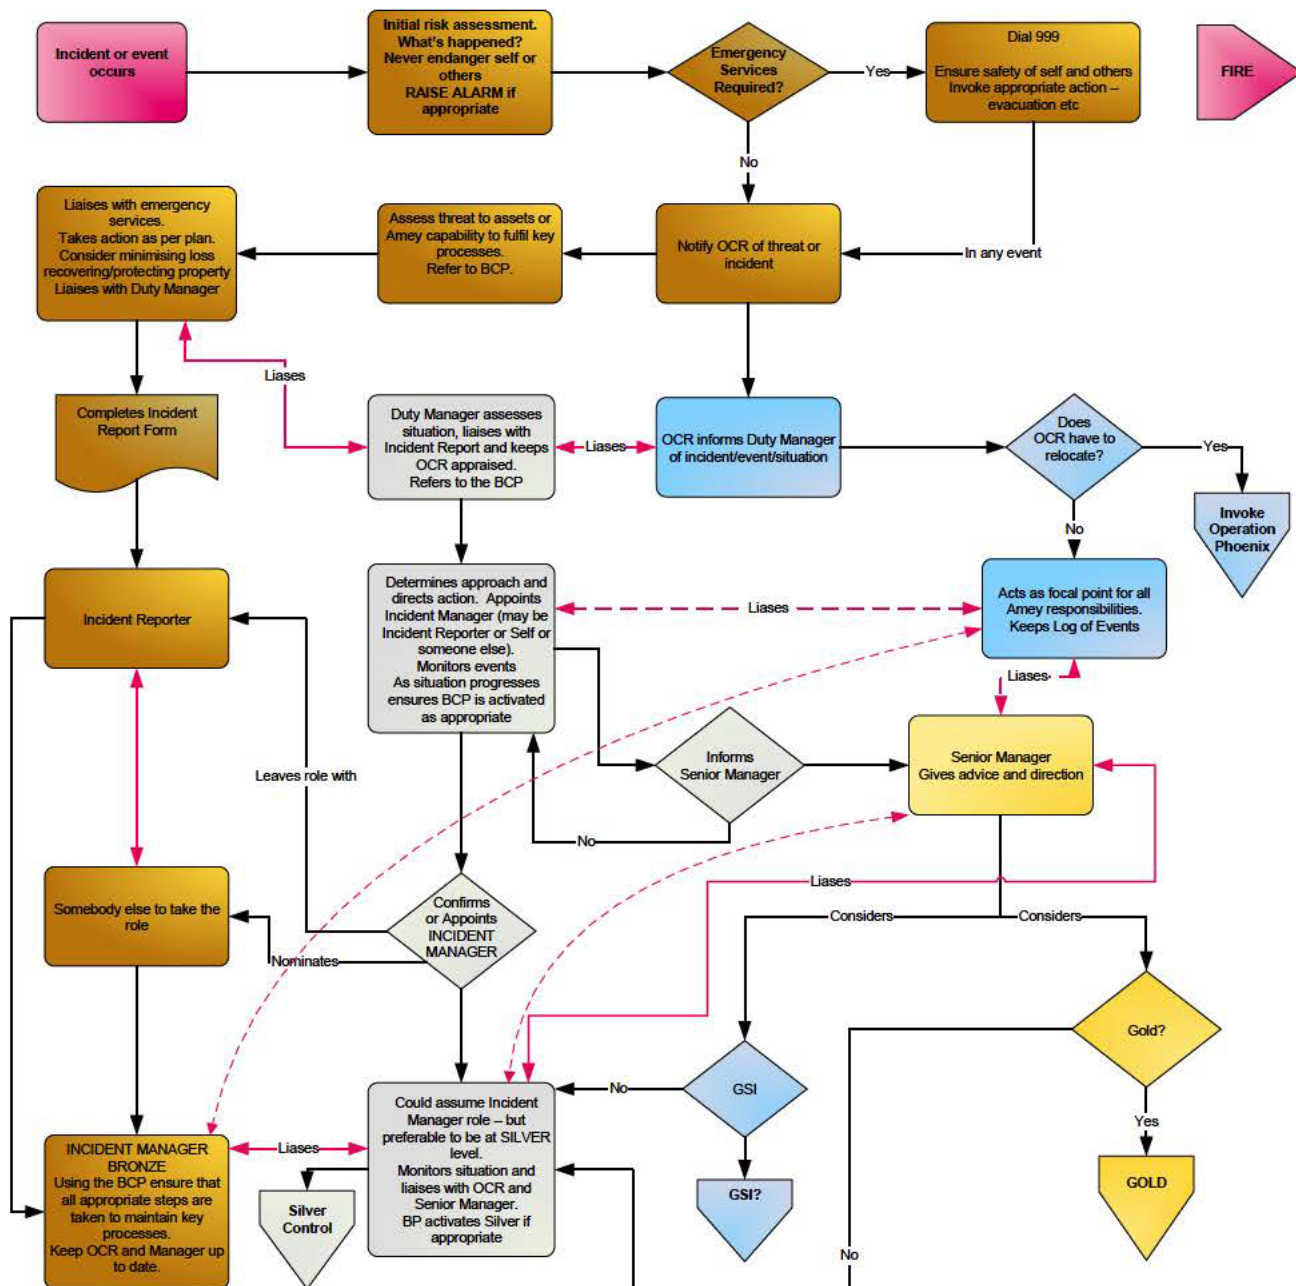 Incident or event
occurs
Initial risk assessment.
What's happened?
Never endanger self or
others
RAISE ALARM if
appropriate
Emergency
Services
Required?
Yes
Dial 999
Ensure safety of self and others
Invoke appropriate action –
evacuation etc
FIRE
No
In any event
Liaises with emergency
services.
Takes action as per plan.
Consider minimising loss
recovering/protecting property
Liaises with Duty Manager
Assess threat to assets or
Amey capability to fulfil key
processes.
Refer to BCP.
Notify OCR of threat or
incident
Liases
Completes Incident
Report Form
Duty Manager assesses
situation, liaises with
Incident Report and keeps
OCR appraised.
Refers to the BCP
Liases
OCR informs Duty Manager
of incident/event/situation
Does
OCR have to
relocate?
Yes
Invoke
Operation
Phoenix
No
Incident Reporter
Determines approach and
directs action. Appoints
Incident Manager (may be
Incident Reporter or Self or
someone else).
Monitors events
As situation progresses
ensures BCP is activated
as appropriate
Liases
Acts as focal point for all
Amey responsibilities.
Keeps Log of Events
Liases
Leaves role with
Informs
Senior Manager
Senior Manager
Gives advice and direction
No
Liases
Somebody else to take the
role
Confirms
or Appoints
INCIDENT
MANAGER
Nominates
Considers
Considers
Gold?
GSI
No
Yes
Could assume Incident
Manager role – but
preferable to be at SILVER
level.
Monitors situation and
liaises with OCR and
Senior Manager.
BP activates Silver if
appropriate
Liases
INCIDENT MANAGER
BRONZE
Using the BCP ensure that
all appropriate steps are
taken to maintain key
processes.
Keep OCR and Manager up
to date.
Silver
Control
GSI?
GOLD
No